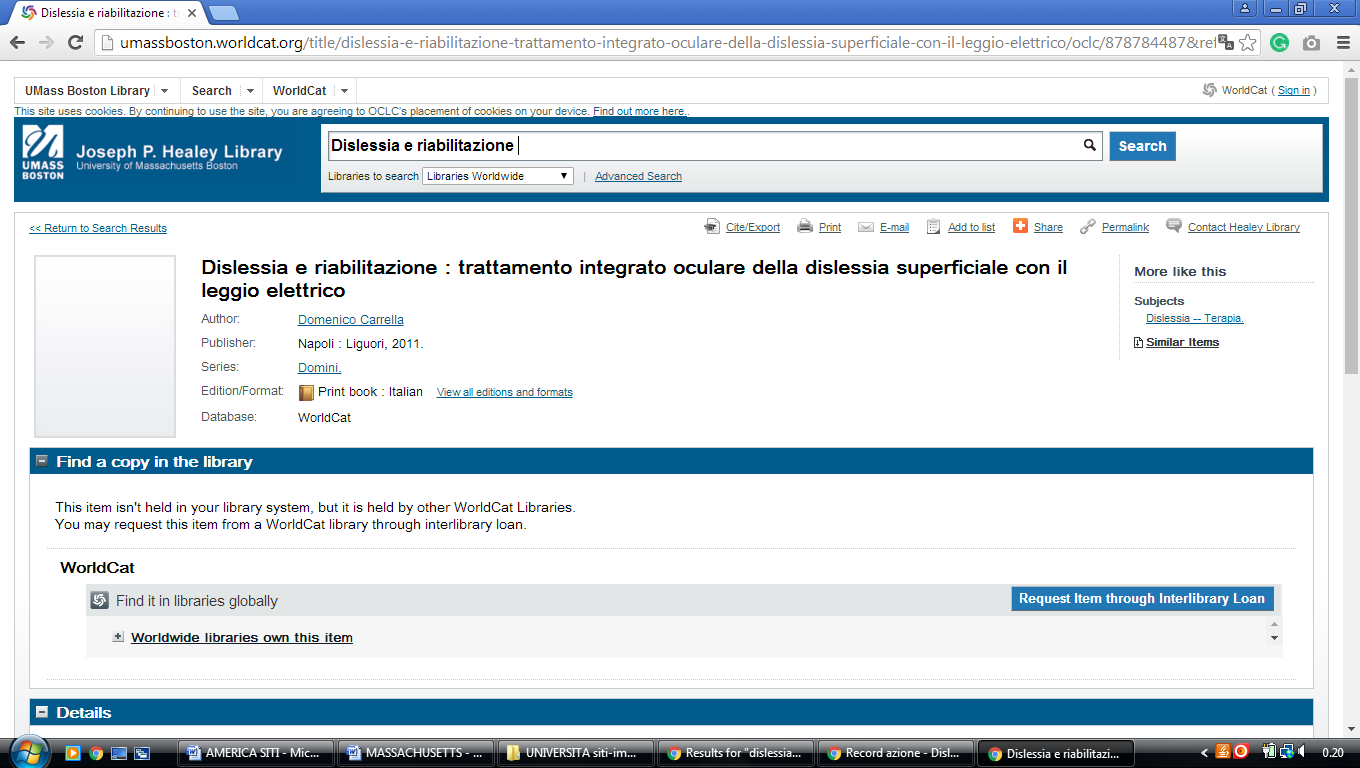 Dislessia e riabilitazione : t
umassboston.worldcat.org/title/dislessia-e-riabilitazione-trattamento-integrato-oculare-della-dislessia-superficiale-con-il-leggio-elettrico/oclc/878784487&ref
UMass Boston Library Search WorldCat WorldCat ( Sign in )
This site uses cookies. By continuing to use the site, you are agreeing to OCLC's placement of cookies on your device. Find out more here..
UMASS BOSTON
Joseph P. Healey Library
University of Massachusetts Boston
Dislessia e riabilitazione Search
Libraries to search Libraries Worldwide | Advanced Search
<< Return to Search Results Cite/Export Print E-mail Add to list Share Permalink Contact Healey Library
Dislessia e riabilitazione : trattamento integrato oculare della dislessia superficiale con il
leggio elettrico
Author: Domenico Carrella
Publisher: Napoli : Liguori, 2011.
Series: Domini.
Edition/Format: Print book : Italian View all editions and formats
Database: WorldCat
More like this
Subjects
Dislessia -- Terapia.
Similar Items
Find a copy in the library
This item isn't held in your library system, but it is held by other WorldCat Libraries.
You may request this item from a WorldCat library through interlibrary loan.
WorldCat
Find it in libraries globally Request Item through Interlibrary Loan
Worldwide libraries own this item
Details
AMERICA SITI - Mic... MASSACHUSETTS - ... UNIVERSITA siti-im... Results for "dislessia... Record azione - Disl... Dislessia e riabilitazi... 0.20